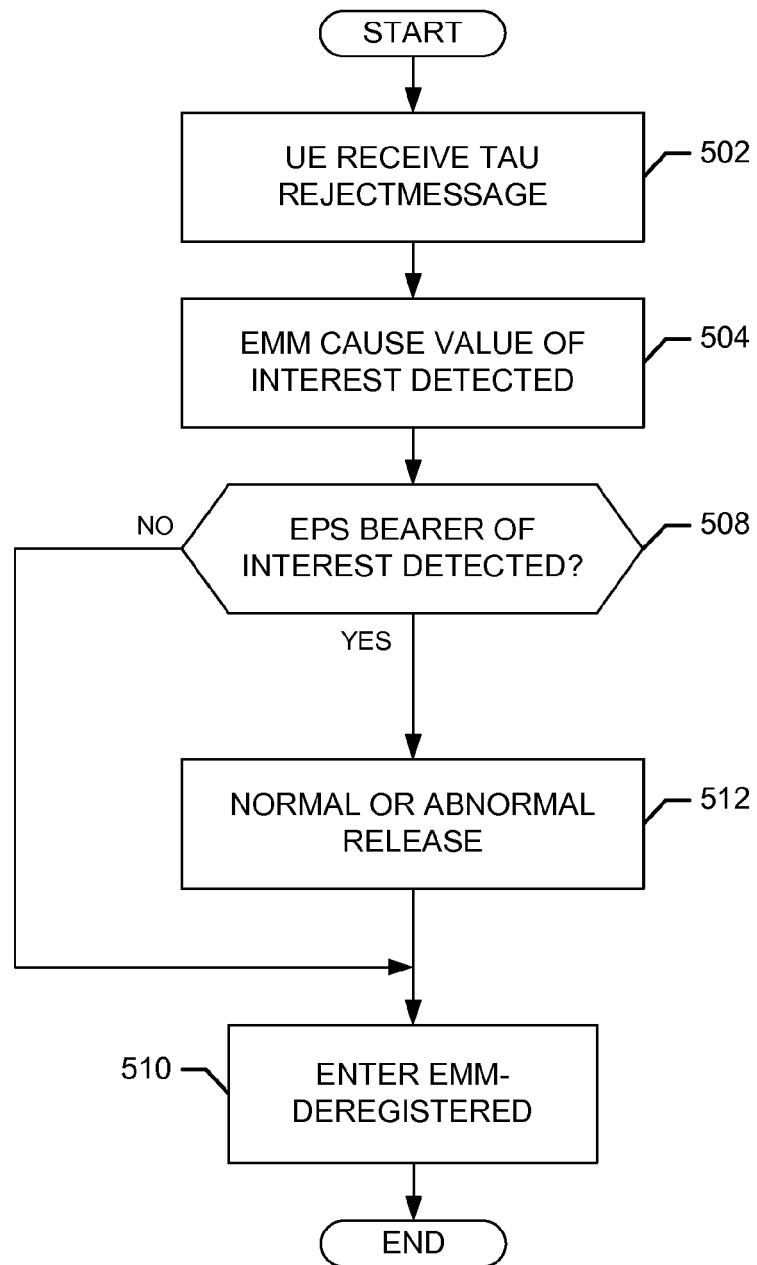 START
UE RECEIVE TAU
REJECTMESSAGE
502
EMM CAUSE VALUE OF
INTEREST DETECTED
504
NO
EPS BEARER OF
INTEREST DETECTED?
508
YES
NORMAL OR ABNORMAL
RELEASE
512
510
ENTER EMM-
DEREGISTERED
END